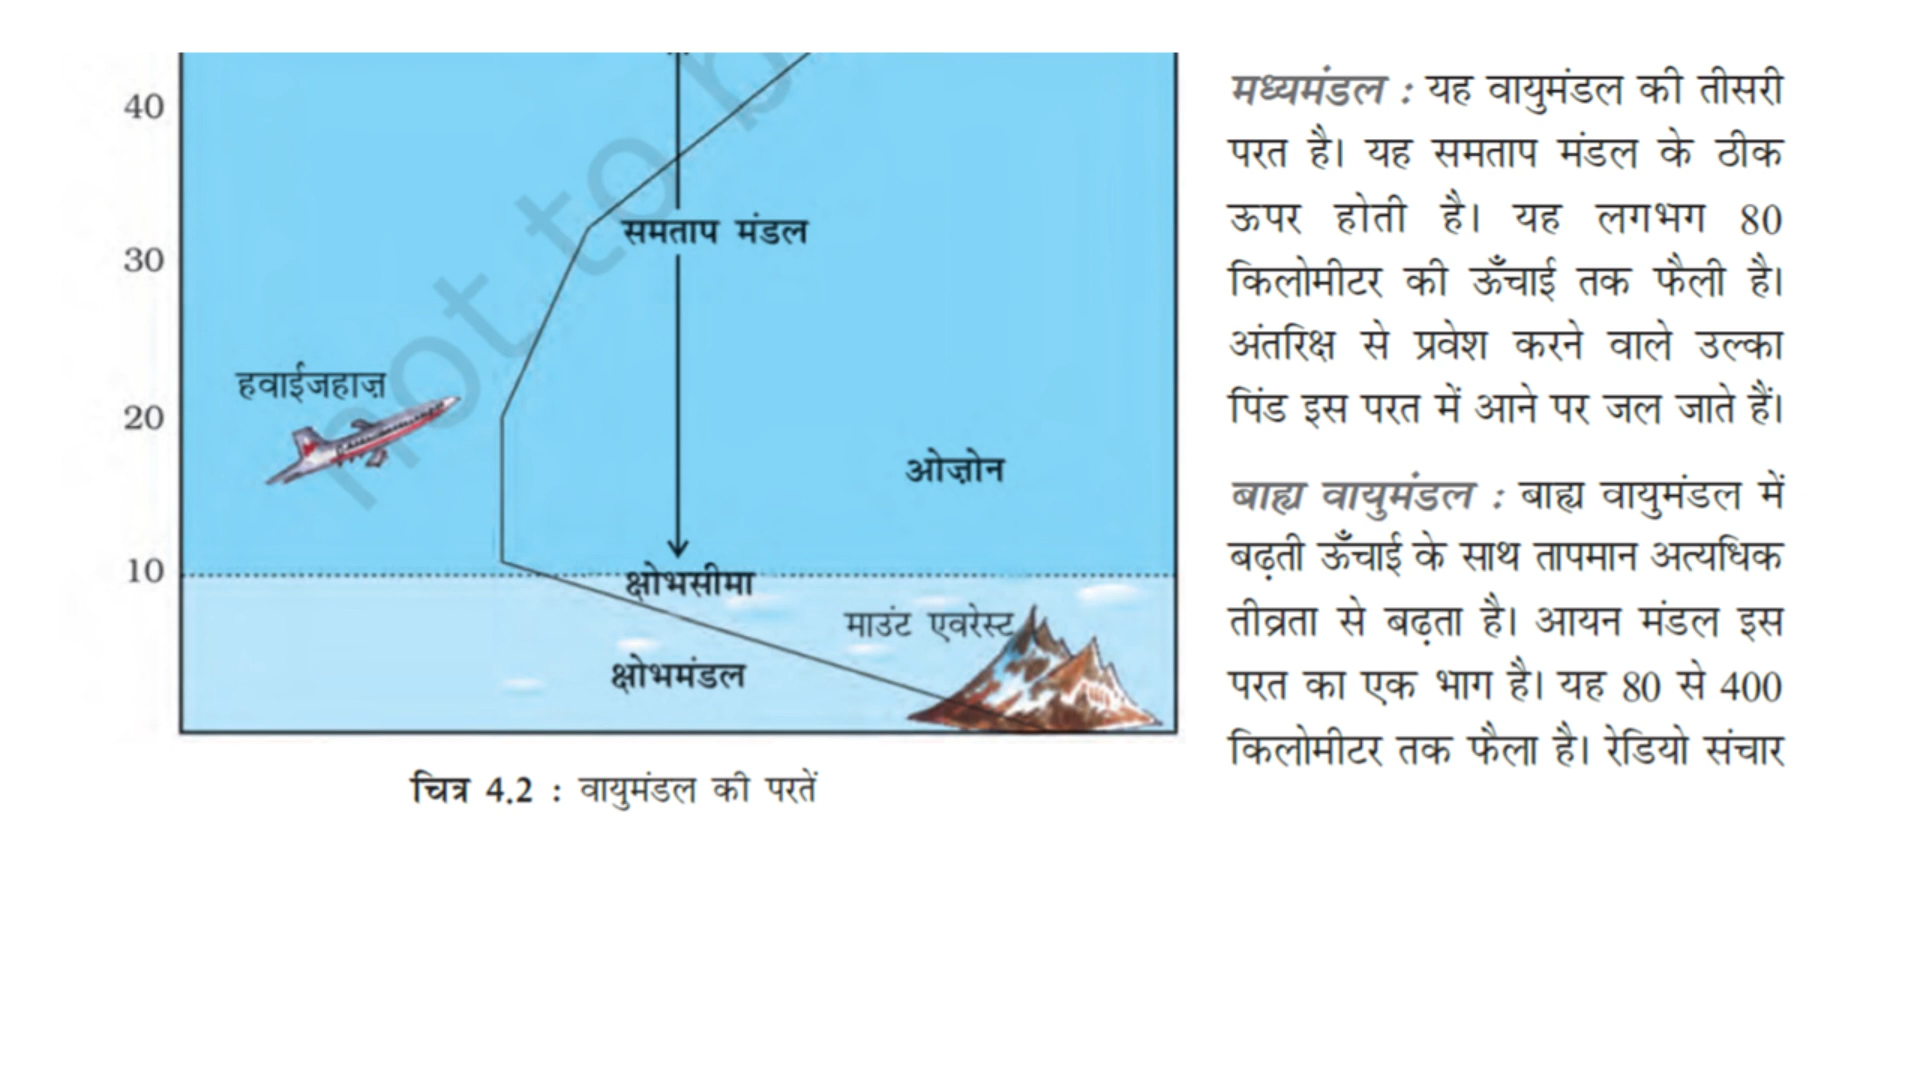 40
30
20
10
समताप मंडल
हवाईजहाज़
ओज़ोन
क्षोभसीमा
माउंट एवरेस्ट
क्षोभमंडल
not to b
चित्र 4.2 : वायुमंडल की परतें
मध्यमंडल : यह वायुमंडल की तीसरी
परत है। यह समताप मंडल के ठीक
ऊपर होती है। यह लगभग 80
किलोमीटर की ऊँचाई तक फैली है।
अंतरिक्ष से प्रवेश करने वाले उल्का
पिंड इस परत में आने पर जल जाते हैं।
बाह्य वायुमंडल : बाह्य वायुमंडल में
बढ़ती ऊँचाई के साथ तापमान अत्यधिक
तीव्रता से बढ़ता है। आयन मंडल इस
परत का एक भाग है। यह 80 से 400
किलोमीटर तक फैला है। रेडियो संचार